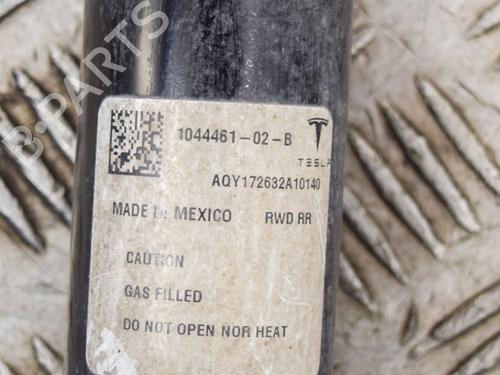 B-PARTS
1044461-02-B
TESLA
AQY172632A10140
MADE IN MEXICO RWD RR
CAUTION
GAS FILLED
DO NOT OPEN NOR HEAT